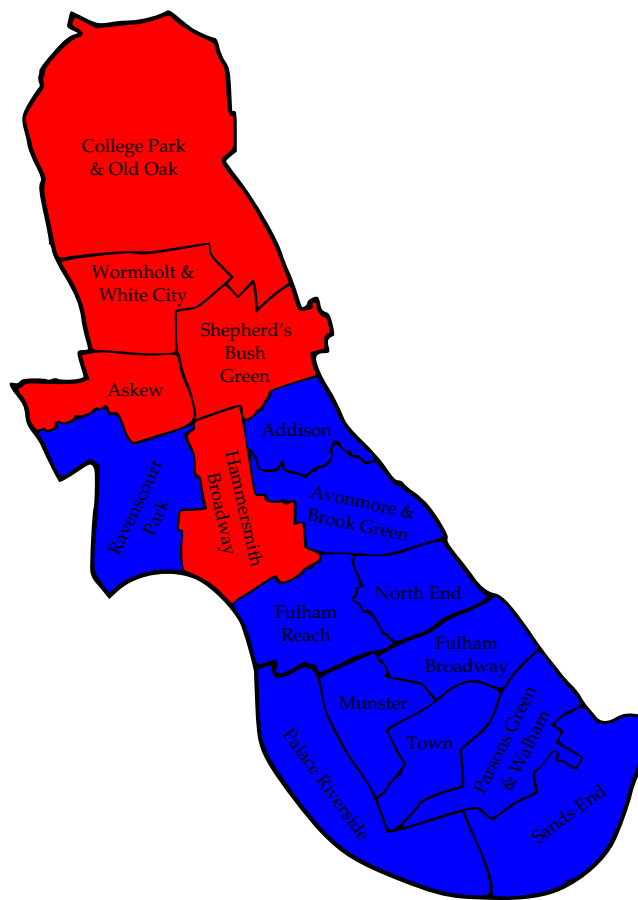 College Park
& Old Oak
Wormholt &
White City
Shepherd's
Bush
Green
Askew
Addison
Hammersmith
Broadway
Ravenscourt
Park
Avonmore &
Brook Green
North End
Fulham
Reach
Fulham
Broadway
Munster
Town
Parsons Green
& Walham
Palace Riverside
Sands End